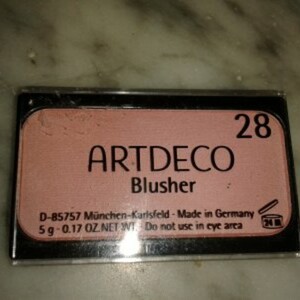 28
ARTDECO
Blusher
D-85757 München-Karlsfeld · Made in Germany
5 g · 0.17 OZ.NET WT. · Do not use in eye area
24 M